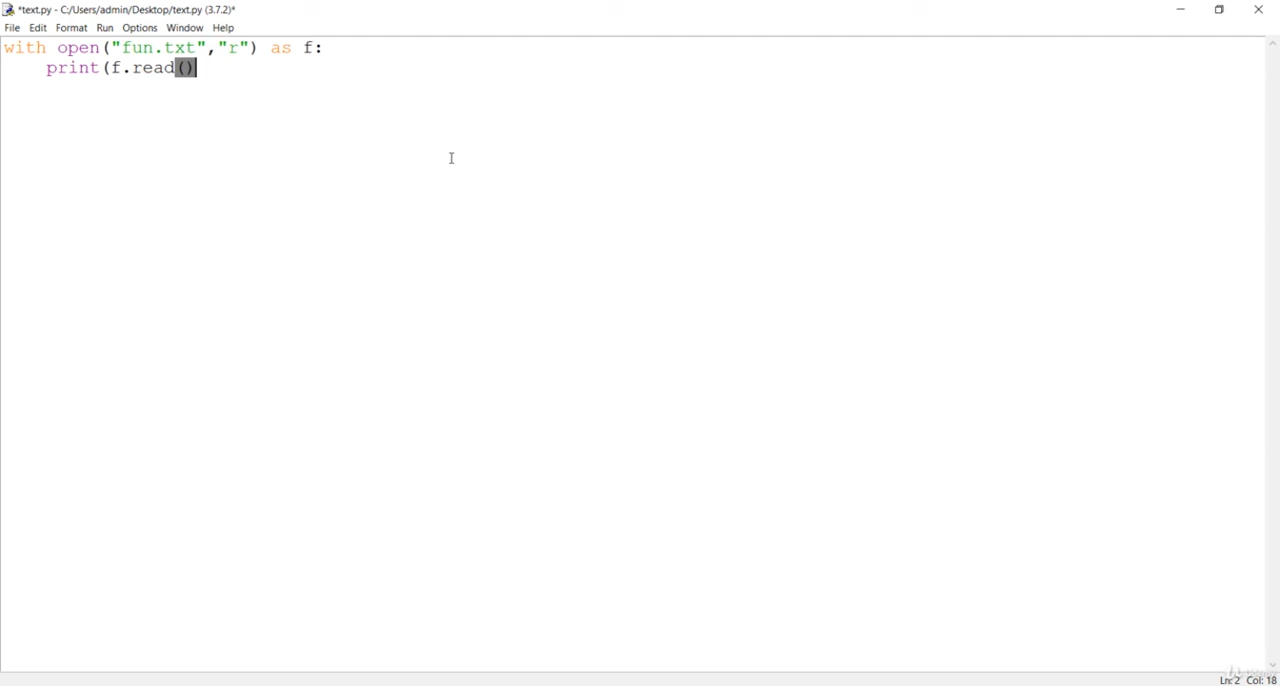 *text.py - C:/Users/admin/Desktop/text.py (3.7.2)*
File Edit Format Run Options Window Help
with open("fun.txt","r") as f:
    print(f.read()
Ln: 2 Col: 18